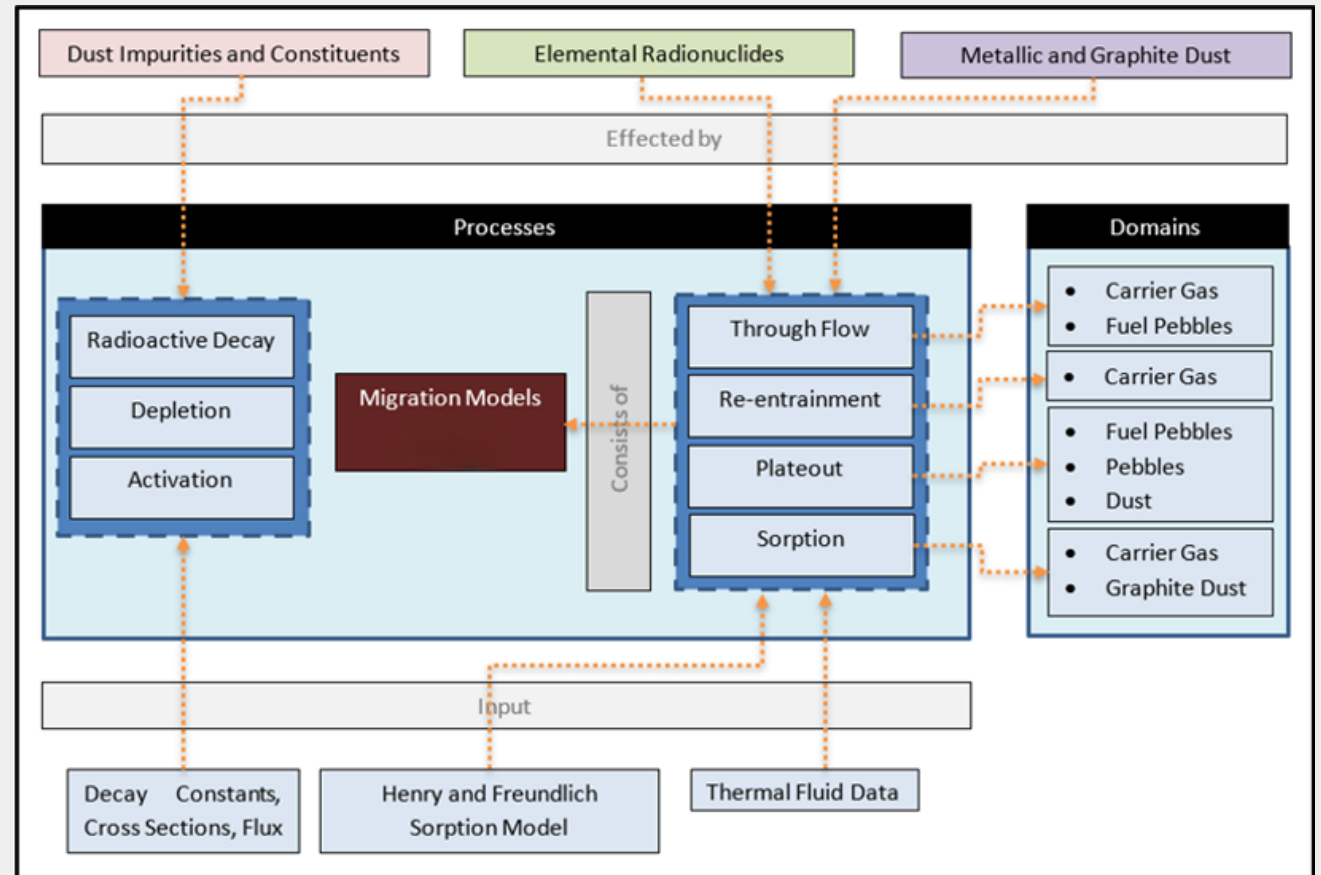 Dust Impurities and Constituents
Elemental Radionuclides
Metallic and Graphite Dust
Effected by
Processes
Domains
Radioactive Decay
Depletion
Activation
Migration Models
Consists of
Through Flow
Re-entrainment
Plateout
Sorption
• Carrier Gas
• Fuel Pebbles
• Carrier Gas
• Fuel Pebbles
• Pebbles
• Dust
• Carrier Gas
• Graphite Dust
Input
Decay Constants,
Cross Sections, Flux
Henry and Freundlich
Sorption Model
Thermal Fluid Data